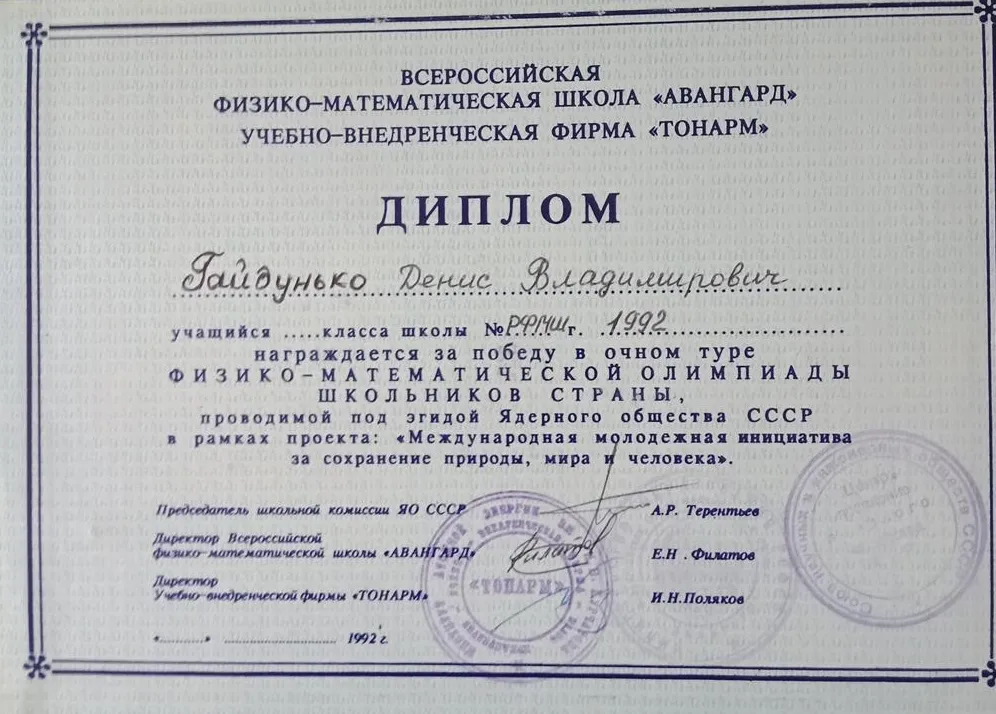 ВСЕРОССИЙСКАЯ
ФИЗИКО-МАТЕМАТИЧЕСКАЯ ШКОЛА «АВАНГАРД»
УЧЕБНО-ВНЕДРЕНЧЕСКАЯ ФИРМА «ТОНАРМ»
ДИПЛОМ
Гайдунько Денис Владимирович
учащийся .....класса школы № РФМШ г. 1992
награждается за победу в очном туре
ФИЗИКО-МАТЕМАТИЧЕСКОЙ ОЛИМПИАДЫ
ШКОЛЬНИКОВ СТРАНЫ,
проводимой под эгидой Ядерного общества СССР
в рамках проекта: «Международная молодежная инициатива
за сохранение природы, мира и человека».
Председатель школьной комиссии ЯО СССР А.Р. Терентьев
Директор Всероссийской
физико-математической школы «АВАНГАРД» Е.Н. Филатов
Директор
Учебно-внедренческой фирмы «ТОНАРМ» И.Н.Поляков
«..........» ........................ 1992 г.
«ТОНАРМ»